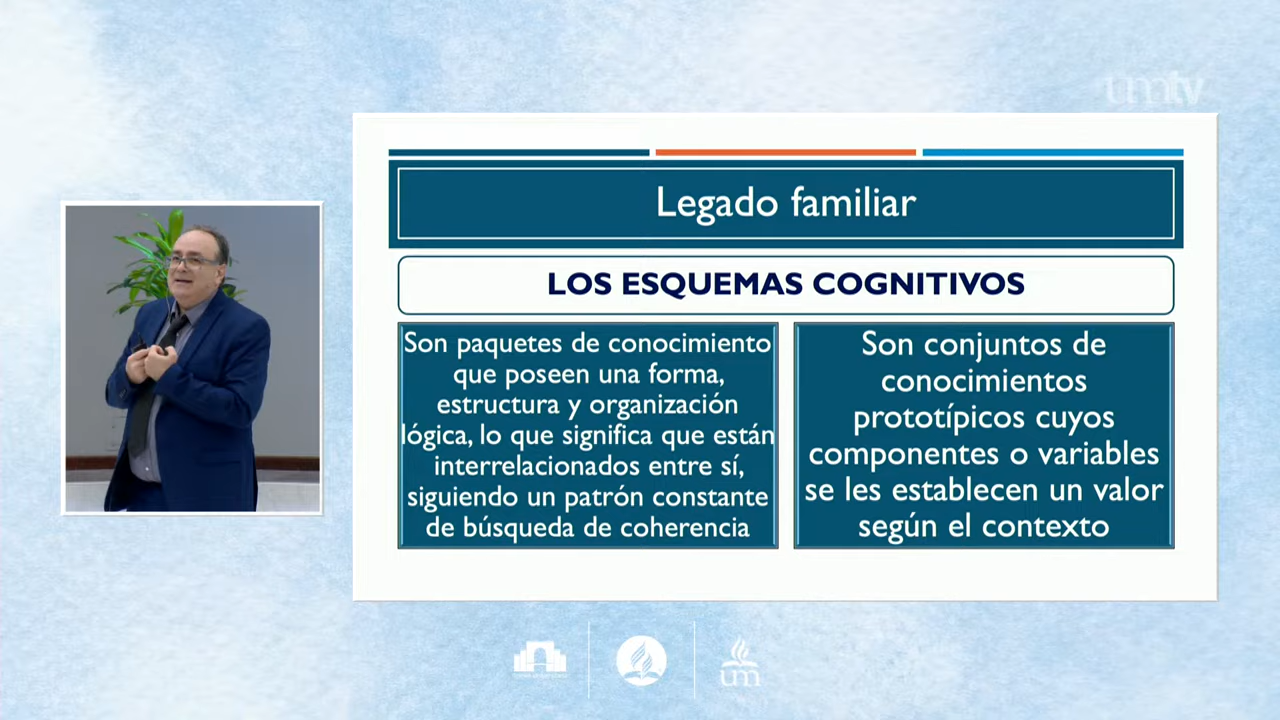 umtv
Legado familiar
LOS ESQUEMAS COGNITIVOS
Son paquetes de conocimiento
que poseen una forma,
estructura y organización
lógica, lo que significa que están
interrelacionados entre sí,
siguiendo un patrón constante
de búsqueda de coherencia
Son conjuntos de
conocimientos
prototípicos cuyos
componentes o variables
se les establecen un valor
según el contexto
um